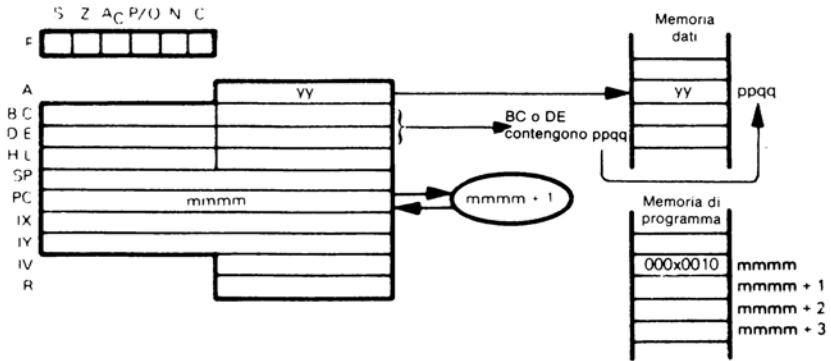 S Z Ac P/O N C
F
A
BC
DE
HL
SP
PC
IX
IY
IV
R
yy
mmmm
BC o DE
contengono ppqq
mmmm + 1
Memoria
dati
yy
ppqq
Memoria di
programma
000x0010
mmmm
mmmm + 1
mmmm + 2
mmmm + 3